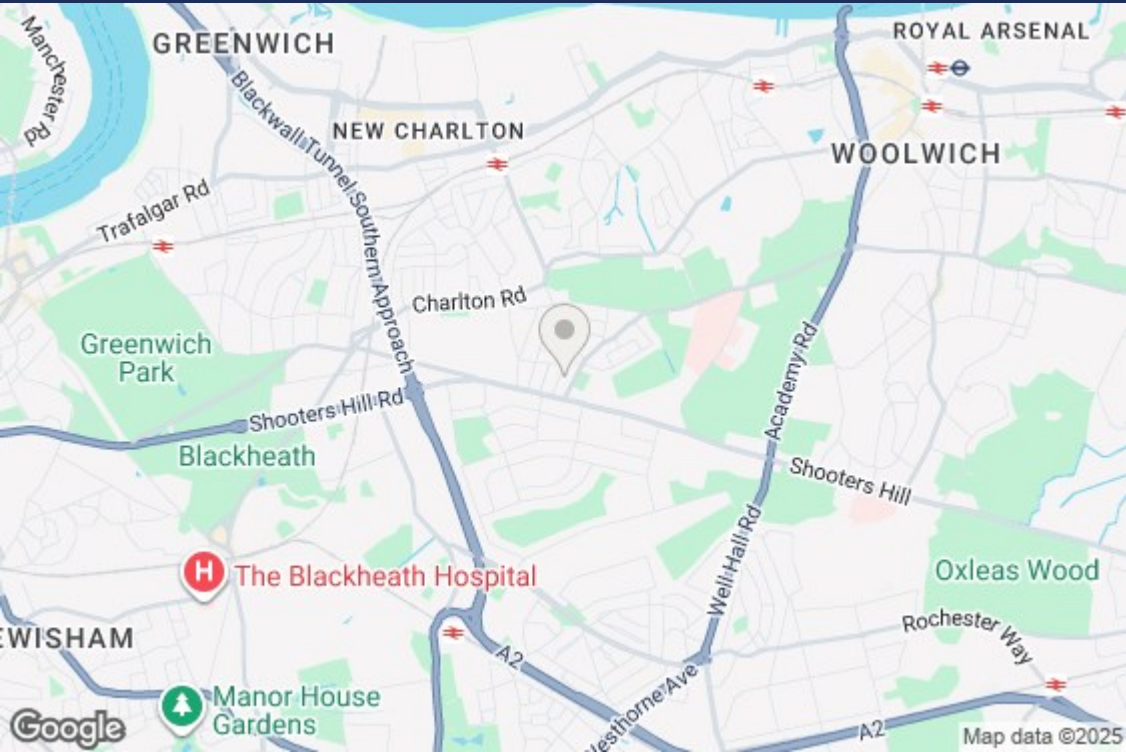 Manchester Rd
GREENWICH
ROYAL ARSENAL
Blackwall Tunnel Southern Approach
NEW CHARLTON
WOOLWICH
Trafalgar Rd
Charlton Rd
Greenwich
Park
Academy Rd
Shooters Hill Rd
Blackheath
Shooters Hill
Well Hall Rd
H
The Blackheath Hospital
Oxleas Wood
Rochester Way
EWISHAM
A2
Manor House
Gardens
lesthorne Ave
A2
Google
Map data ©2025